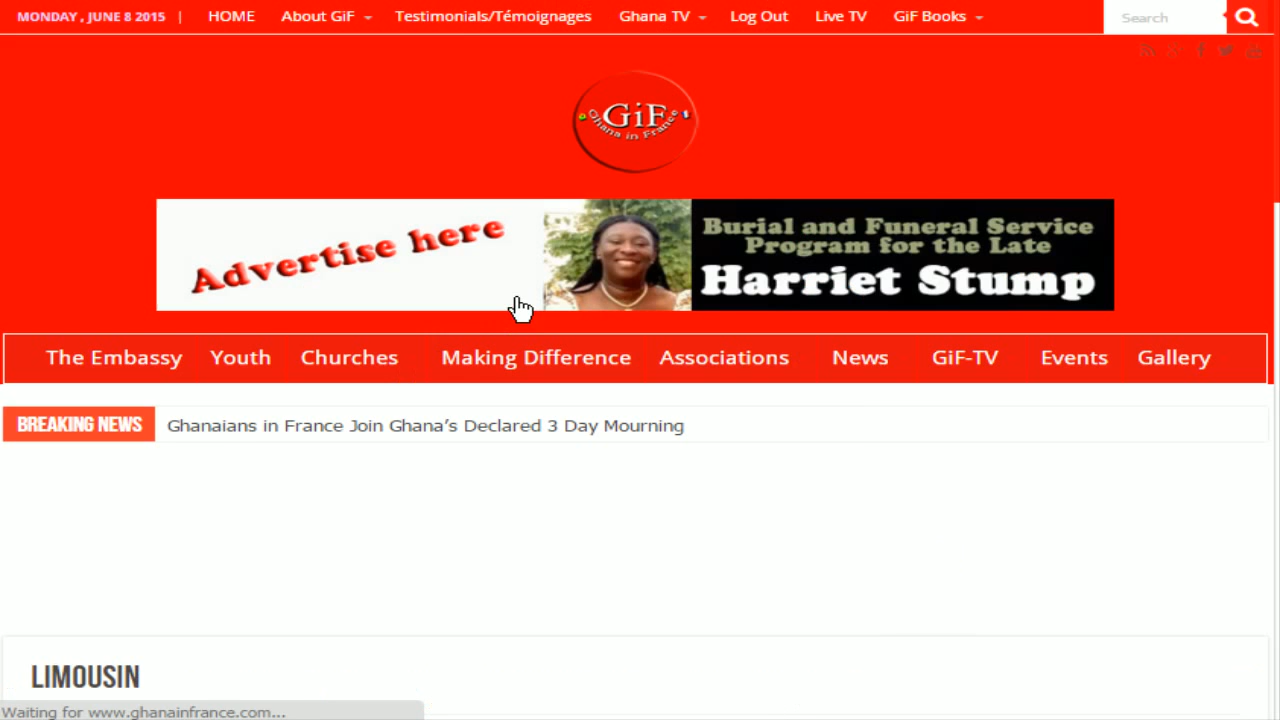 MONDAY , JUNE 8 2015 | HOME About GiF Testimonials/Témoignages Ghana TV Log Out Live TV GiF Books Search
GiF
Ghana in France
Advertise here
Burial and Funeral Service
Program for the Late
Harriet Stump
The Embassy Youth Churches Making Difference Associations News GiF-TV Events Gallery
BREAKING NEWS Ghanaians in France Join Ghana’s Declared 3 Day Mourning
LIMOUSIN
Waiting for www.ghanainfrance.com...